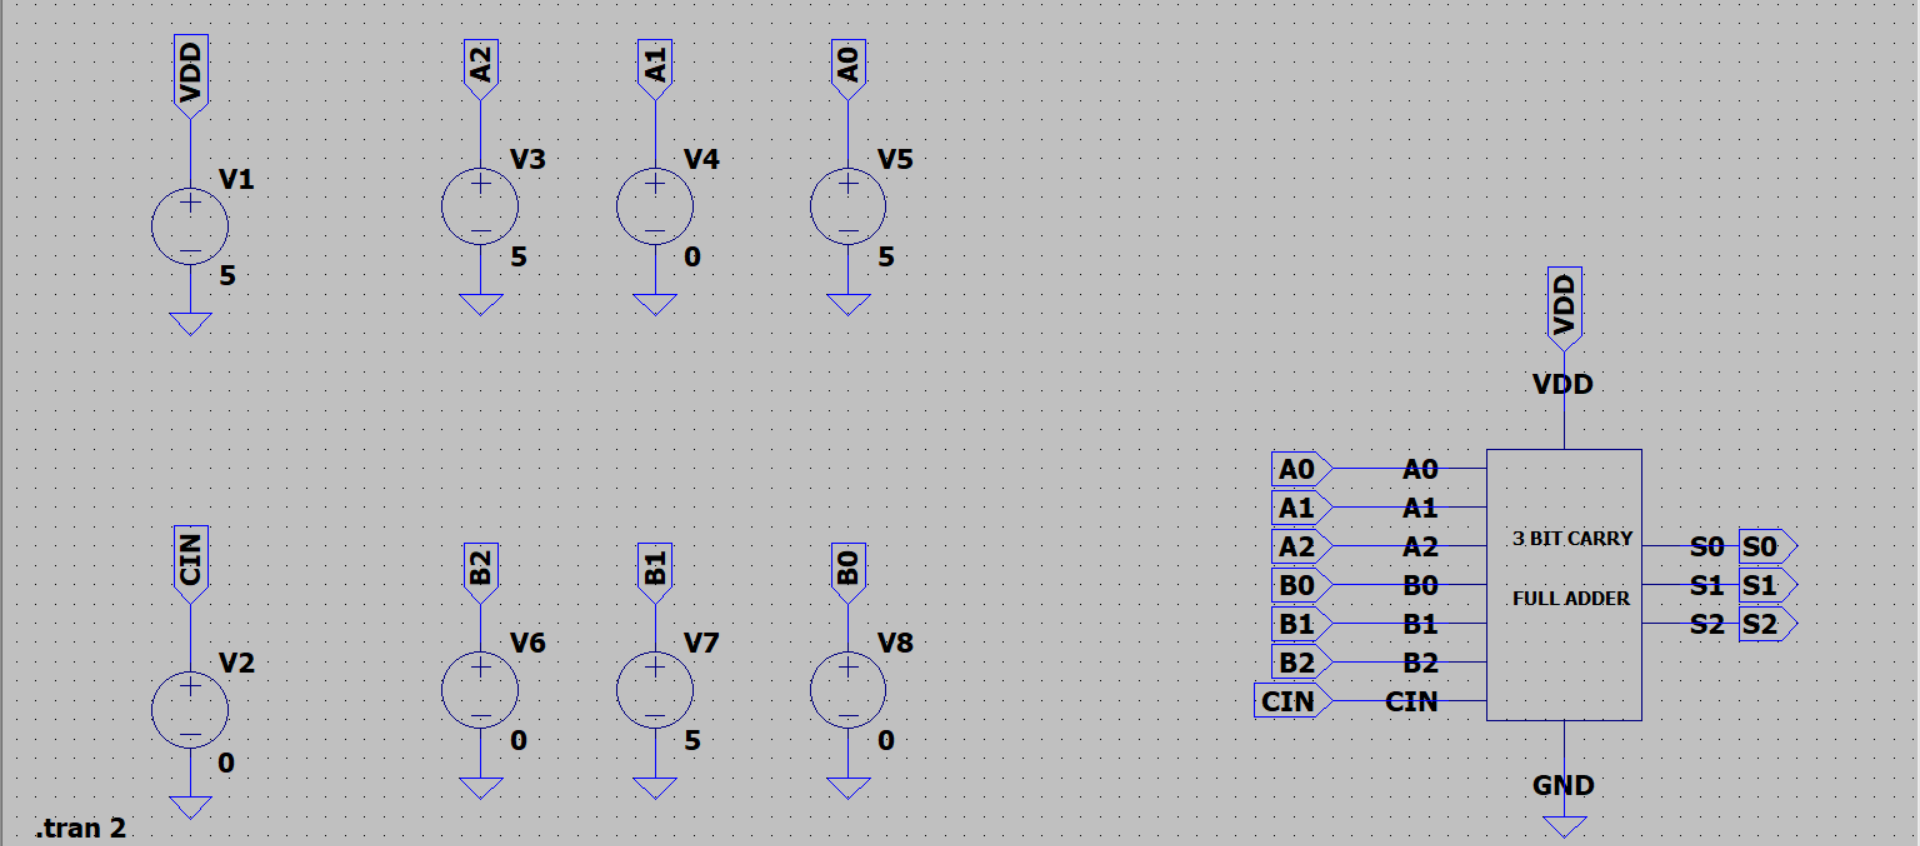 VDD
A2
A1
A0
V1
5
V3
5
V4
0
V5
5
CIN
B2
B1
B0
V2
0
V6
0
V7
5
V8
0
.tran 2
VDD
VDD
A0 A0
A1 A1
A2 A2
B0 B0
B1 B1
B2 B2
CIN CIN
3 BIT CARRY
FULL ADDER
S0 S0
S1 S1
S2 S2
GND